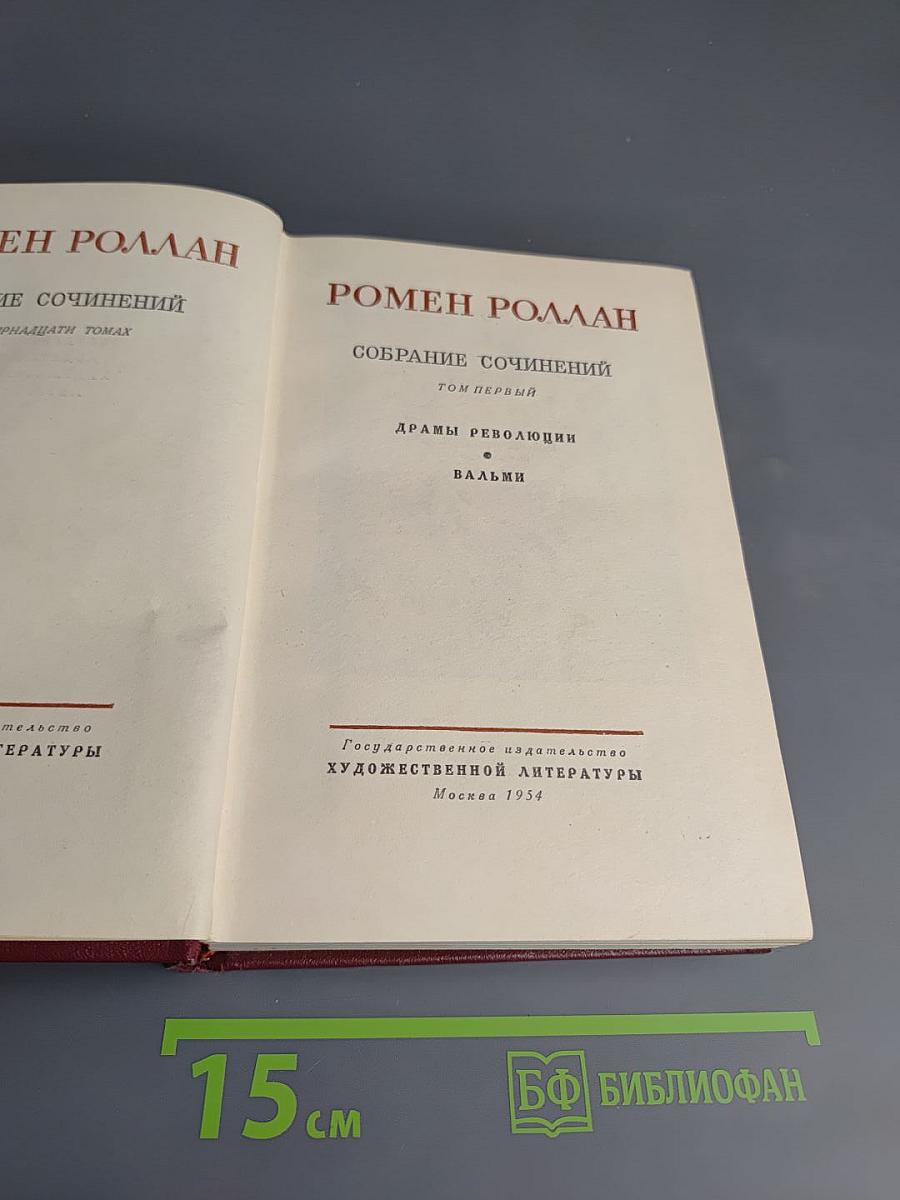 ЕН РОЛЛАН
ИЕ СОЧИНЕНИЙ
РНАДЦАТИ ТОМАХ
тельство
ТЕРАТУРЫ
РОМЕН РОЛЛАН
СОБРАНИЕ СОЧИНЕНИЙ
ТОМ ПЕРВЫЙ
ДРАМЫ РЕВОЛЮЦИИ
ВАЛЬМИ
Государственное издательство
ХУДОЖЕСТВЕННОЙ ЛИТЕРАТУРЫ
Москва 1954
15 см
БФ БИБЛИОФАН